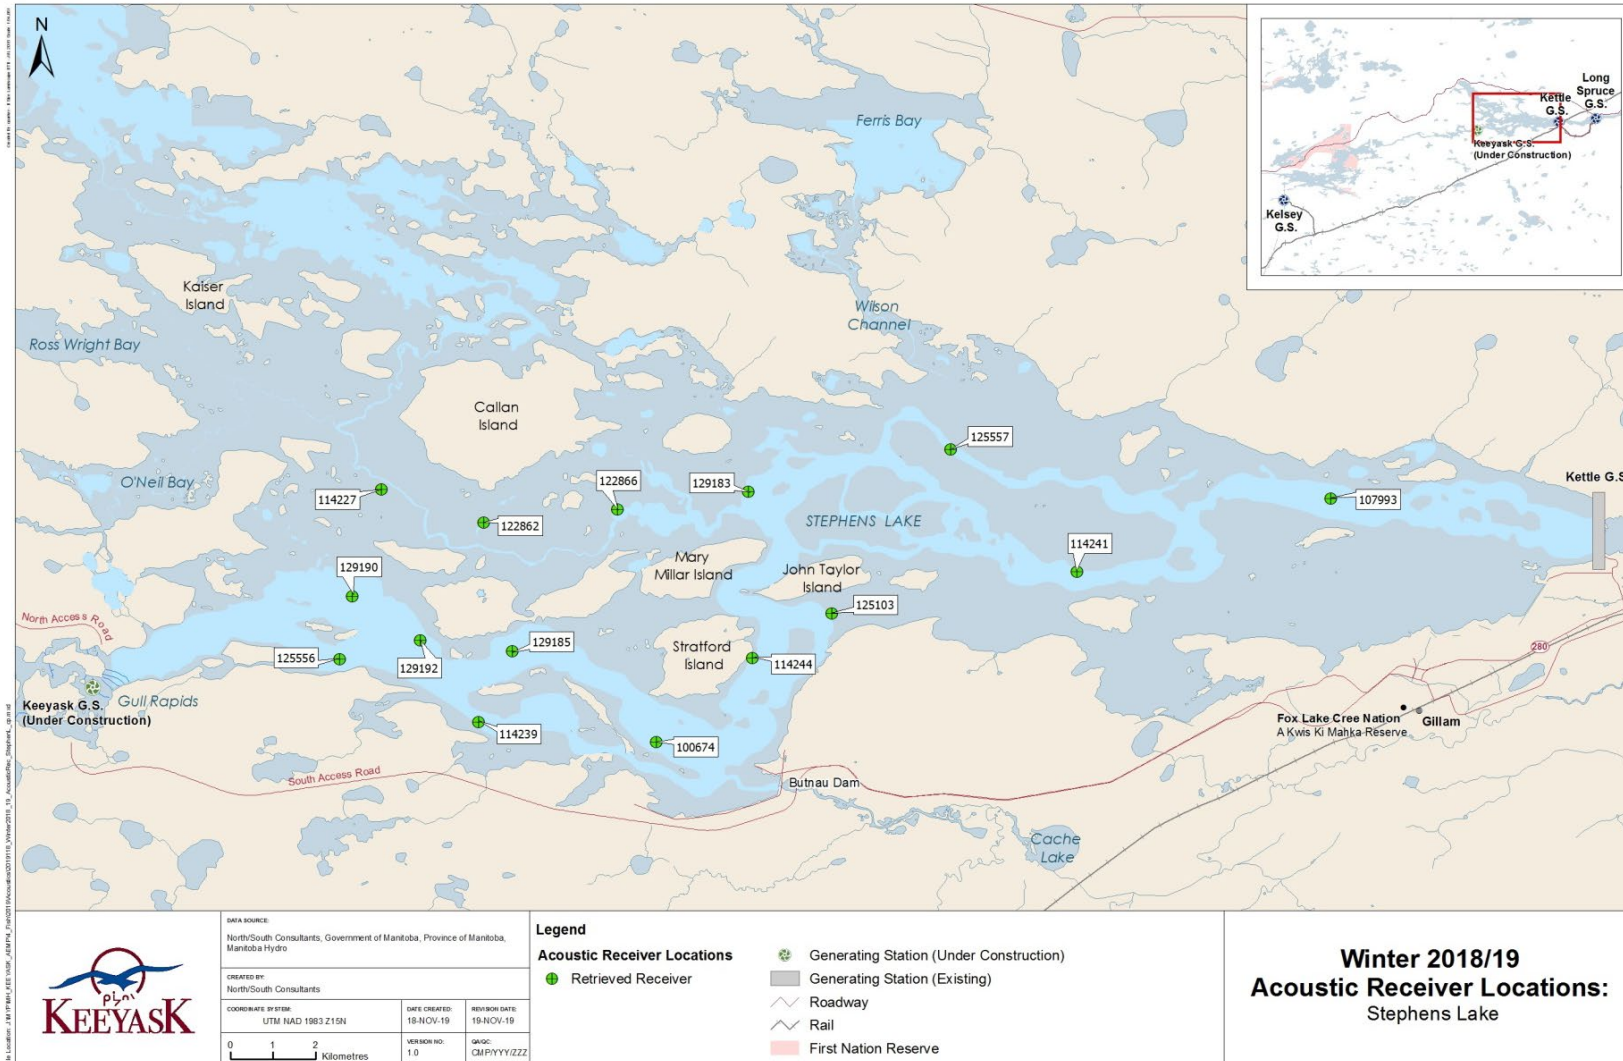 N
Ferris Bay
Kaiser
Island
Ross Wright Bay
Wilson
Channel
Callan
Island
O'Neil Bay
125557
129183
122866
114227
122862
STEPHENS LAKE
107993
Kettle G.S.
114241
Mary
Millar Island
John Taylor
Island
129190
125103
North Access Road
Stratford
Island
129185
125556
129192
114244
280
Gull Rapids
Keeyask G.S.
(Under Construction)
114239
100674
Fox Lake Cree Nation
A Kwis Ki Mahka Reserve
Gillam
South Access Road
Butnau Dam
Cache
Lake
Long
Spruce
G.S.
Kettle
G.S.
Keeyask G.S.
(Under Construction)
Kelsey
G.S.
KEEYASK
DATA SOURCE:
North/South Consultants, Government of Manitoba, Province of Manitoba,
Manitoba Hydro
CREATED BY:
North/South Consultants
COORDINATE SYSTEM:
UTM NAD 1983 Z15N
DATE CREATED:
18-NOV-19
REVISION DATE:
19-NOV-19
0 1 2
Kilometres
VERSION NO:
1.0
QA/QC:
CMP/YYY/ZZZ
Legend
Acoustic Receiver Locations
Retrieved Receiver
Generating Station (Under Construction)
Generating Station (Existing)
Roadway
Rail
First Nation Reserve
Winter 2018/19
Acoustic Receiver Locations:
Stephens Lake